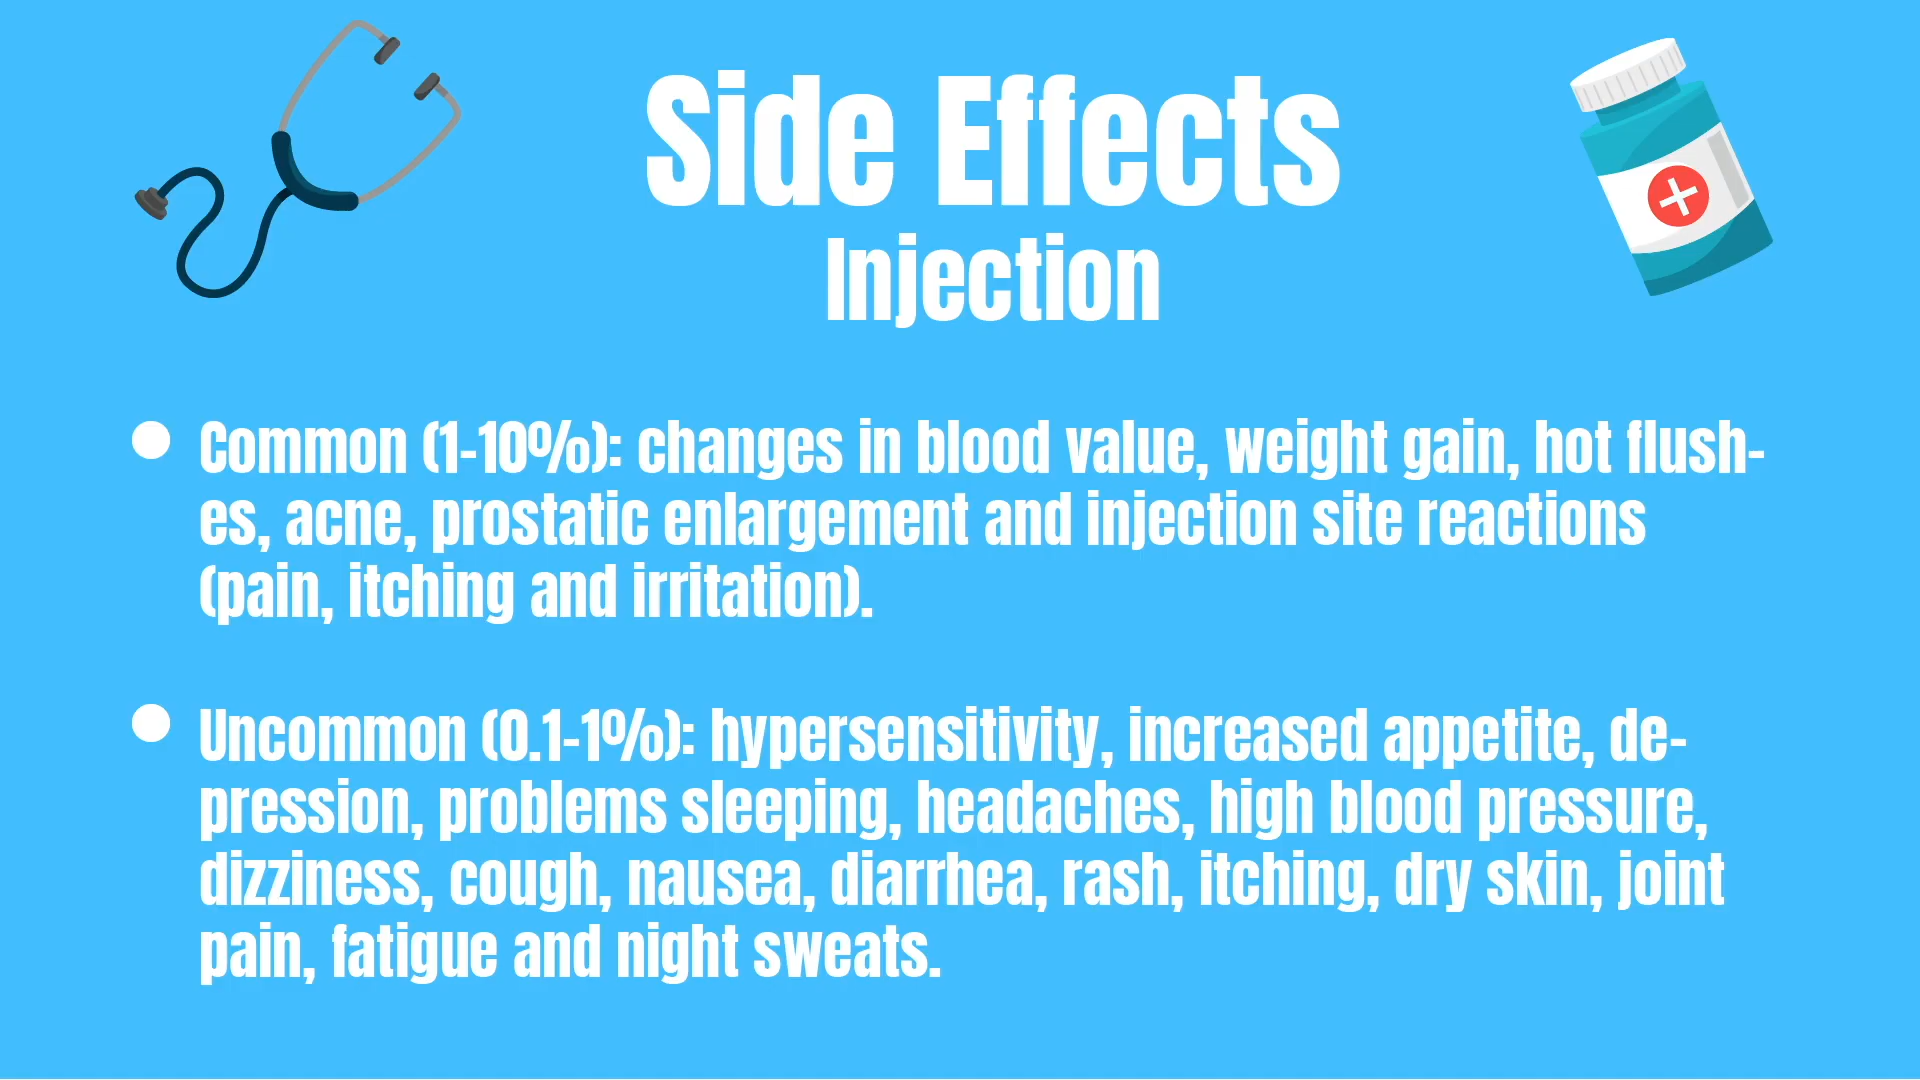 Side Effects
Injection
Common (1-10%): changes in blood value, weight gain, hot flush-
es, acne, prostatic enlargement and injection site reactions
(pain, itching and irritation).
Uncommon (0.1-1%): hypersensitivity, increased appetite, de-
pression, problems sleeping, headaches, high blood pressure,
dizziness, cough, nausea, diarrhea, rash, itching, dry skin, joint
pain, fatigue and night sweats.